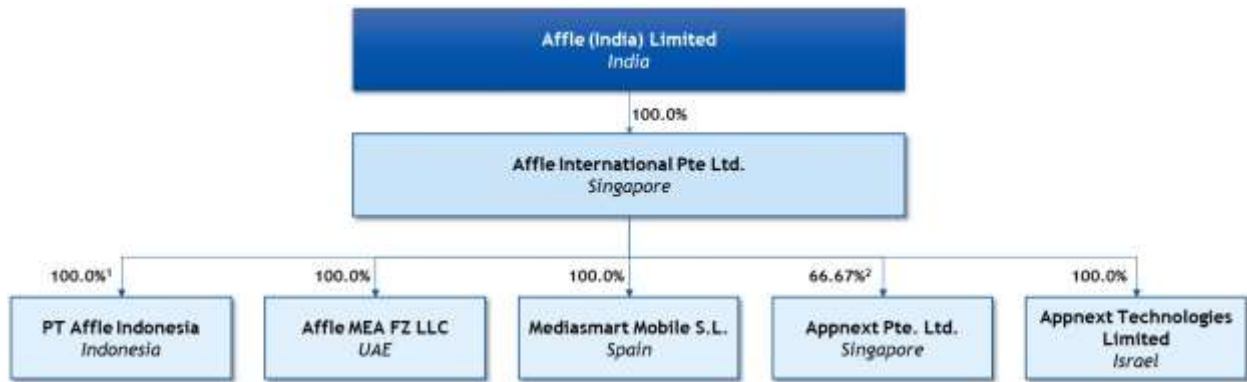 Affle (India) Limited
India
100.0%
Affle International Pte Ltd.
Singapore
100.0%¹
100.0%
100.0%
66.67%²
100.0%
PT Affle Indonesia
Indonesia
Affle MEA FZ LLC
UAE
Mediasmart Mobile S.L.
Spain
Appnext Pte. Ltd.
Singapore
Appnext Technologies
Limited
Israel